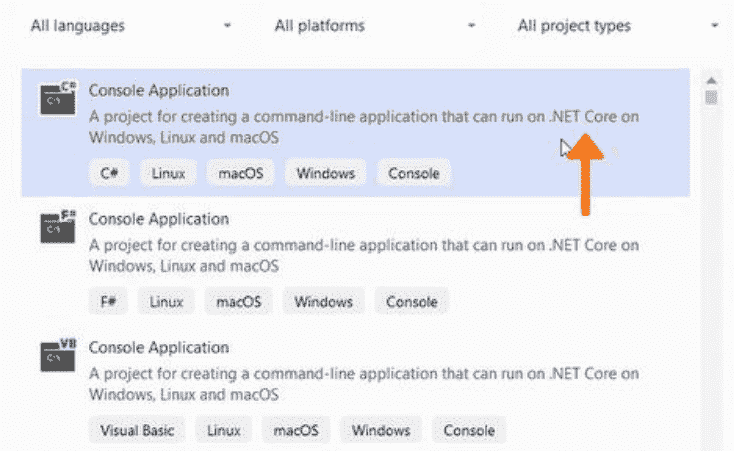 All languages
All platforms
All project types
C#
Console Application
A project for creating a command-line application that can run on .NET Core on
Windows, Linux and macOS
C#
Linux
macOS
Windows
Console
F#
Console Application
A project for creating a command-line application that can run on .NET Core on
Windows, Linux and macOS
F#
Linux
macOS
Windows
Console
VB
Console Application
A project for creating a command-line application that can run on .NET Core on
Windows, Linux and macOS
Visual Basic
Linux
macOS
Windows
Console